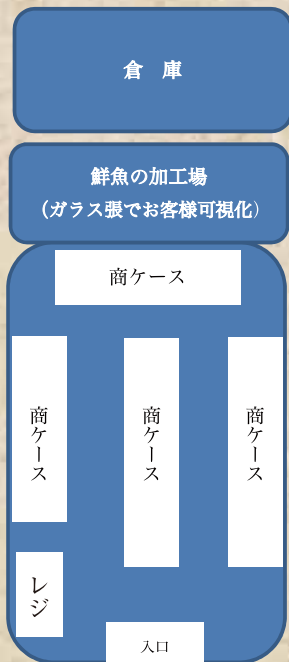 倉　庫
鮮魚の加工場
（ガラス張でお客様可視化）
商ケース
商ケース
商ケース
商ケース
レジ
入口